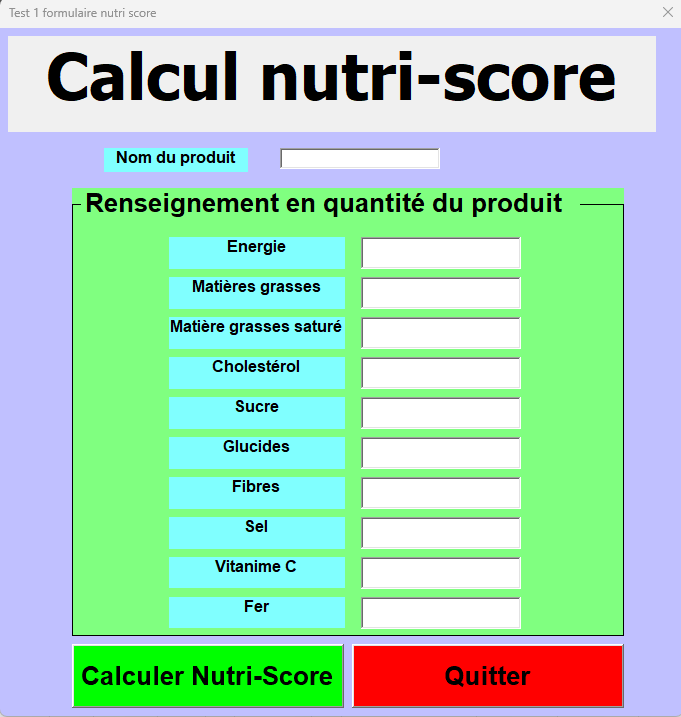 Test 1 formulaire nutri score
Calcul nutri-score
Nom du produit
Renseignement en quantité du produit
Energie
Matières grasses
Matière grasses saturé
Cholestérol
Sucre
Glucides
Fibres
Sel
Vitanime C
Fer
Calculer Nutri-Score
Quitter